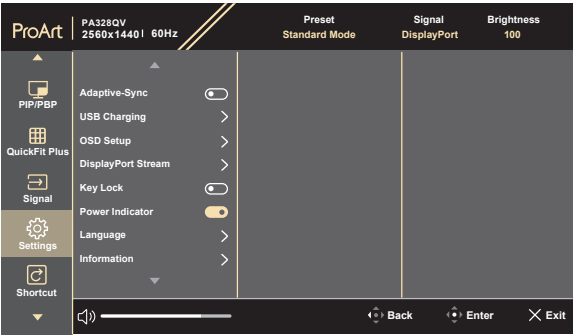 ProArt
PA328QV
2560x1440 60Hz
Preset
Standard Mode
Signal
DisplayPort
Brightness
100
PIP/PBP
QuickFit Plus
Signal
Settings
Shortcut
Adaptive-Sync
USB Charging
OSD Setup
DisplayPort Stream
Key Lock
Power Indicator
Language
Information
Back
Enter
Exit